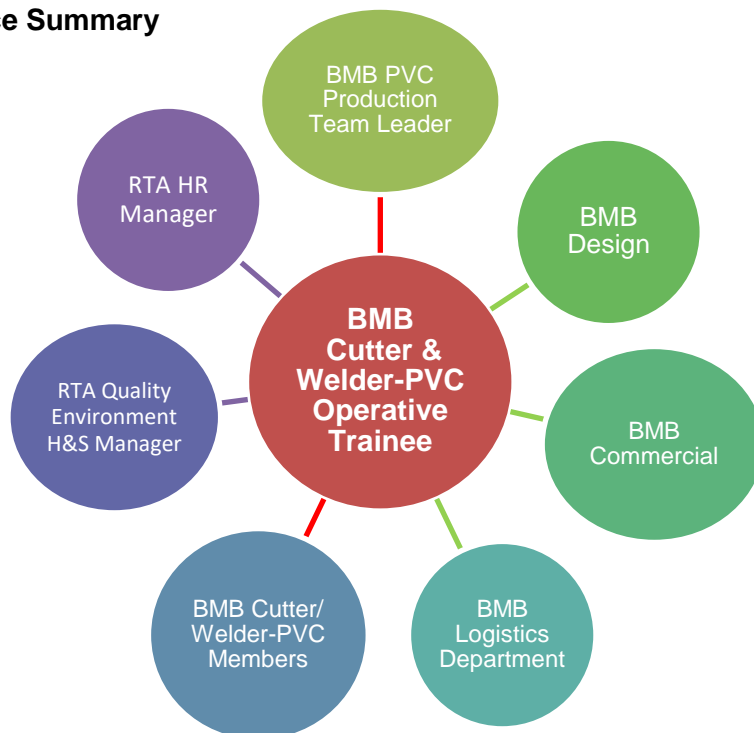 ce Summary
BMB PVC
Production
Team Leader
RTA HR
Manager
BMB
Design
BMB
Cutter &
Welder-PVC
Operative
Trainee
RTA Quality
Environment
H&S Manager
BMB
Commercial
BMB Cutter/
Welder-PVC
Members
BMB
Logistics
Department